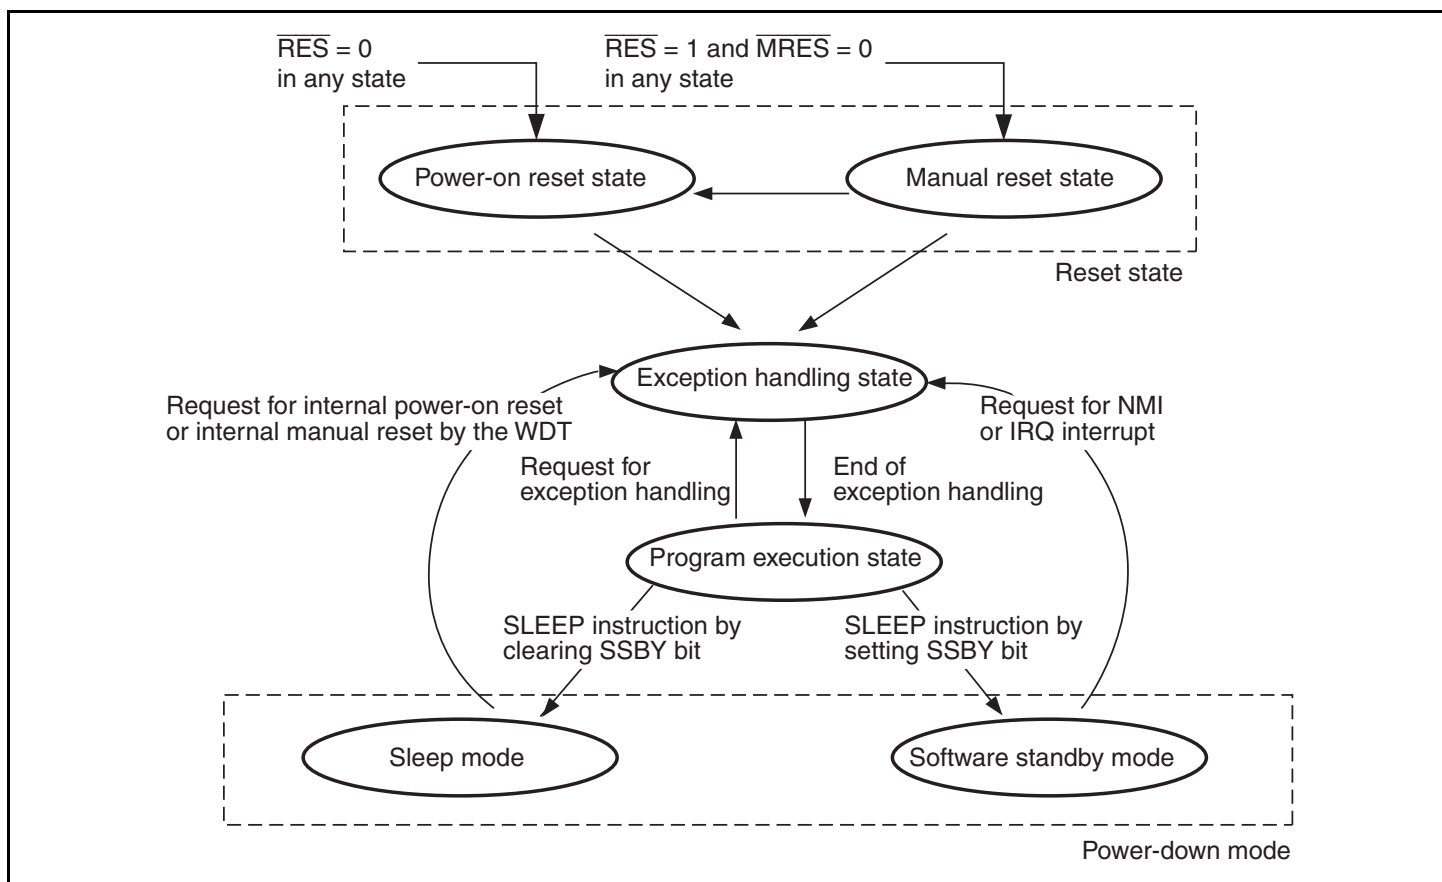 R̅E̅S̅ = 0
in any state
R̅E̅S̅ = 1 and M̅R̅E̅S̅ = 0
in any state
Power-on reset state
Manual reset state
Reset state
Exception handling state
Request for internal power-on reset
or internal manual reset by the WDT
Request for NMI
or IRQ interrupt
Request for
exception handling
End of
exception handling
Program execution state
SLEEP instruction by
clearing SSBY bit
SLEEP instruction by
setting SSBY bit
Sleep mode
Software standby mode
Power-down mode